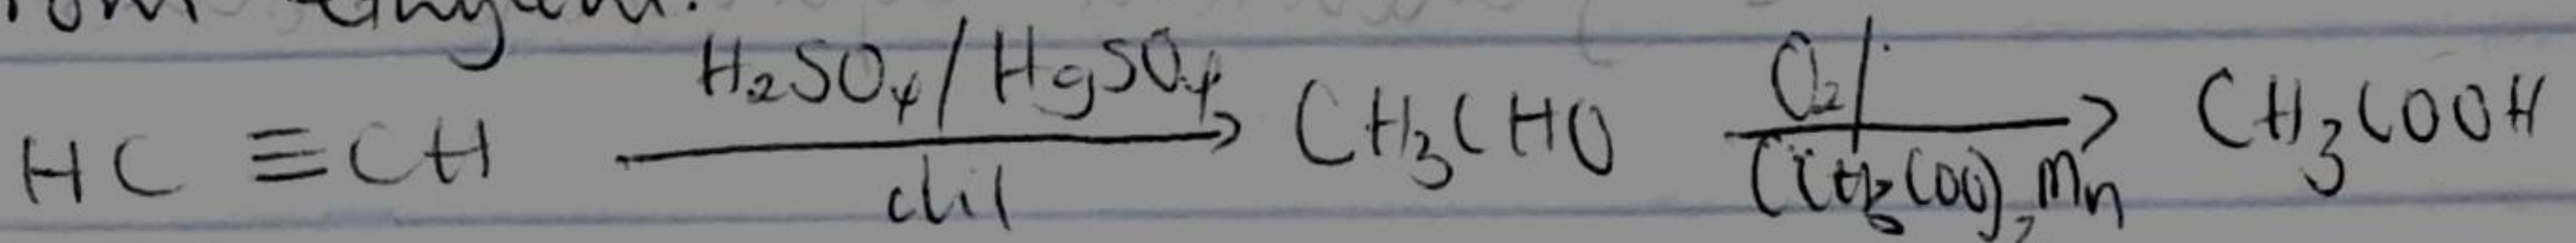 HC ≡ CH —H₂SO₄/HgSO₄, dil→ CH₃CHO —O₂/, (CH₃COO)₂Mn→ CH₃COOH